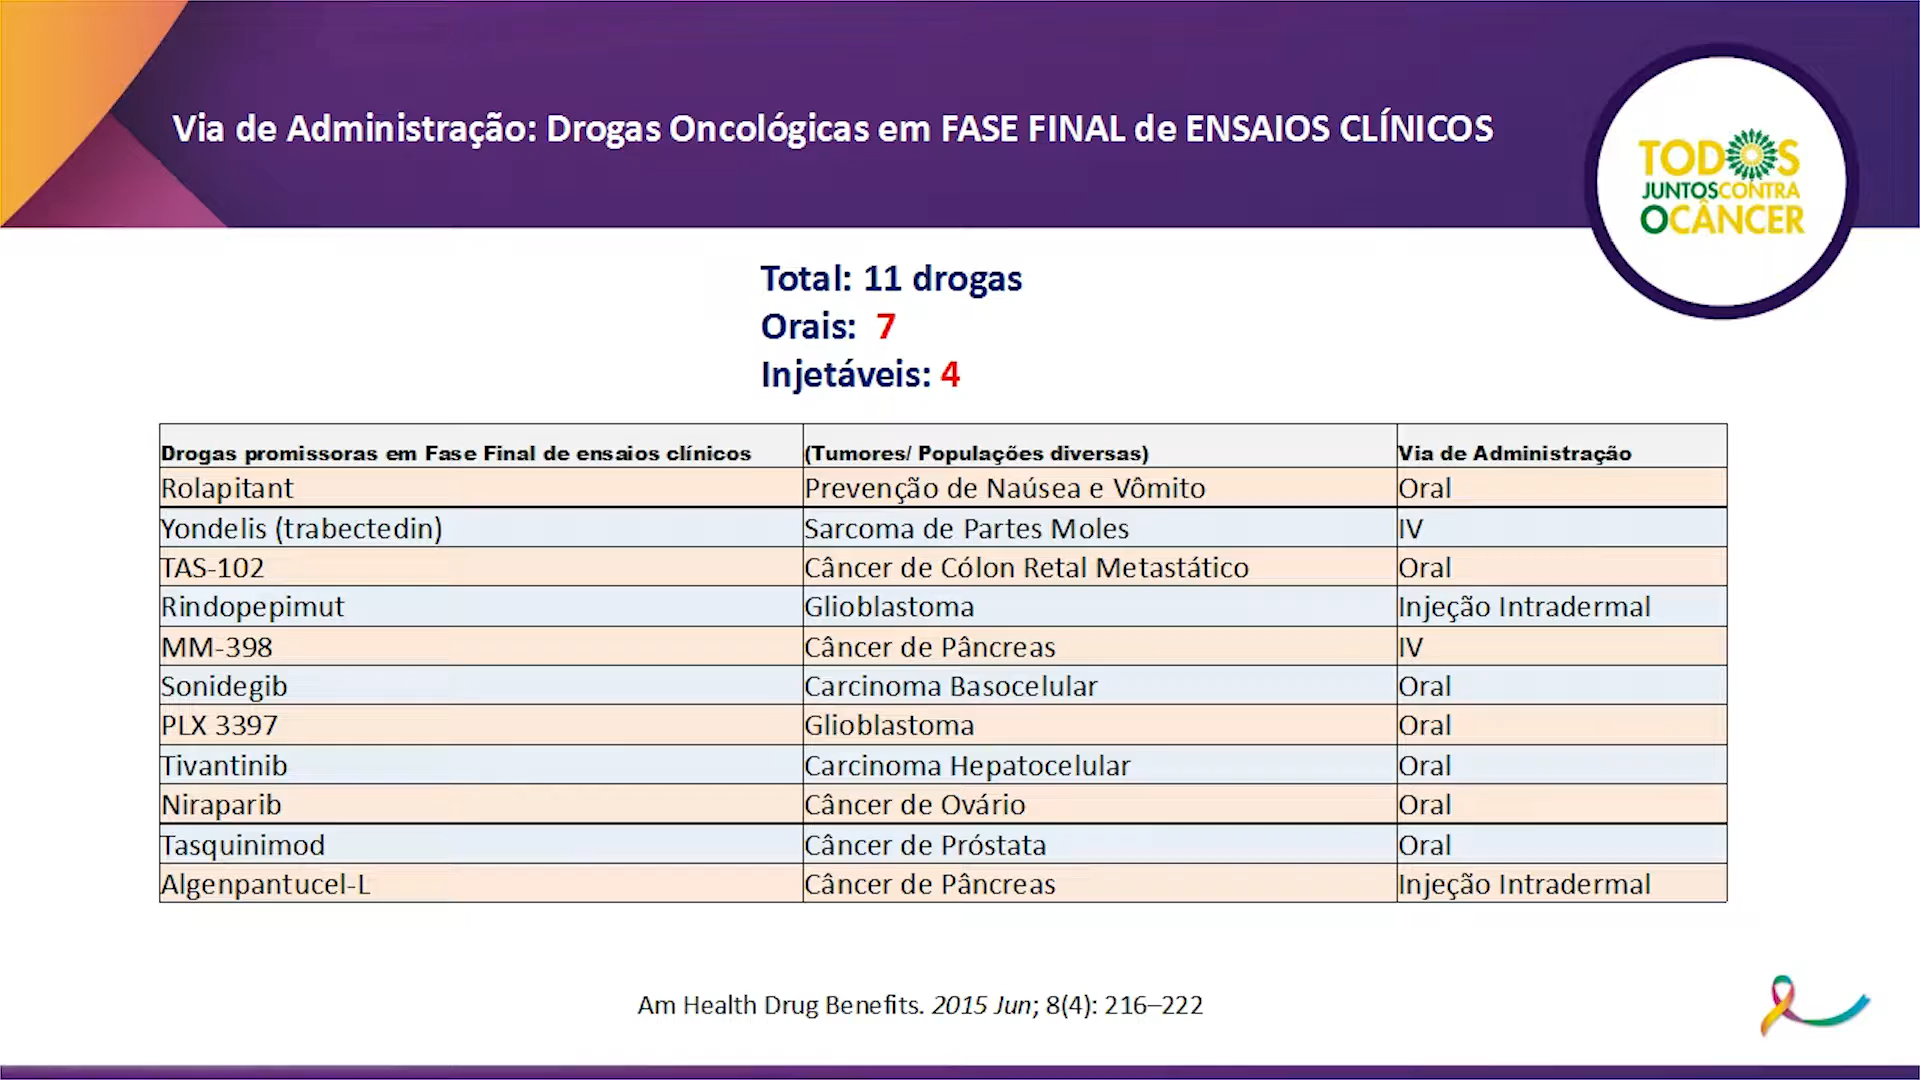 Via de Administração: Drogas Oncológicas em FASE FINAL de ENSAIOS CLÍNICOS
TODOS
JUNTOSCONTRA
OCÂNCER
Total: 11 drogas
Orais: 7
Injetáveis: 4
Drogas promissoras em Fase Final de ensaios clínicos (Tumores/ Populações diversas) Via de Administração
Rolapitant Prevenção de Naúsea e Vômito Oral
Yondelis (trabectedin) Sarcoma de Partes Moles IV
TAS-102 Câncer de Cólon Retal Metastático Oral
Rindopepimut Glioblastoma Injeção Intradermal
MM-398 Câncer de Pâncreas IV
Sonidegib Carcinoma Basocelular Oral
PLX 3397 Glioblastoma Oral
Tivantinib Carcinoma Hepatocelular Oral
Niraparib Câncer de Ovário Oral
Tasquinimod Câncer de Próstata Oral
Algenpantucel-L Câncer de Pâncreas Injeção Intradermal
Am Health Drug Benefits. 2015 Jun; 8(4): 216–222